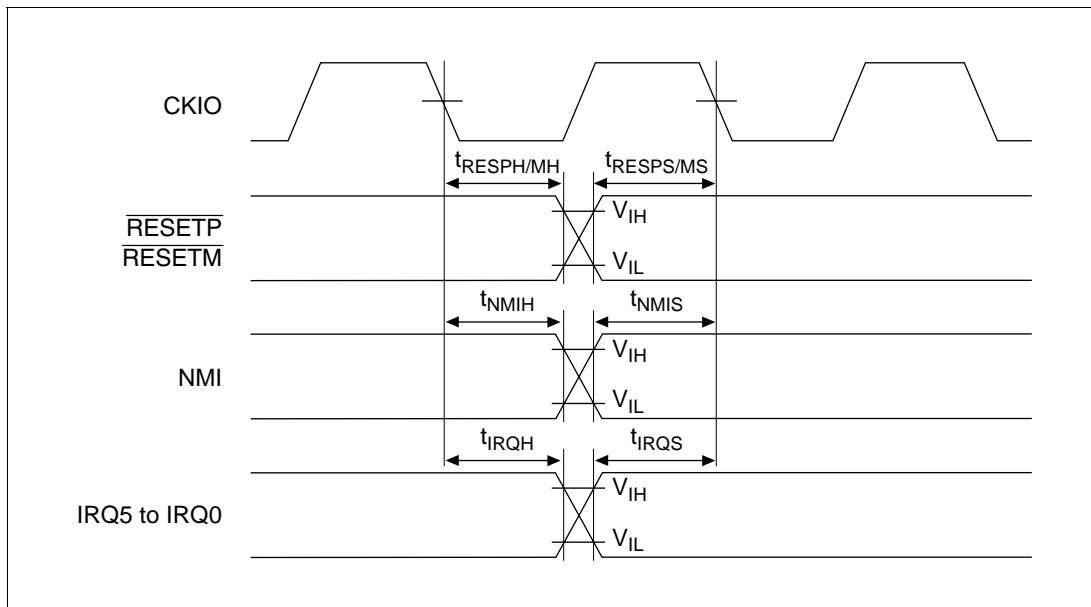 CKIO
tRESPH/MH tRESPS/MS
RESETP
RESETM
VIH
VIL
tNMIH tNMIS
NMI
VIH
VIL
tIRQH tIRQS
IRQ5 to IRQ0
VIH
VIL